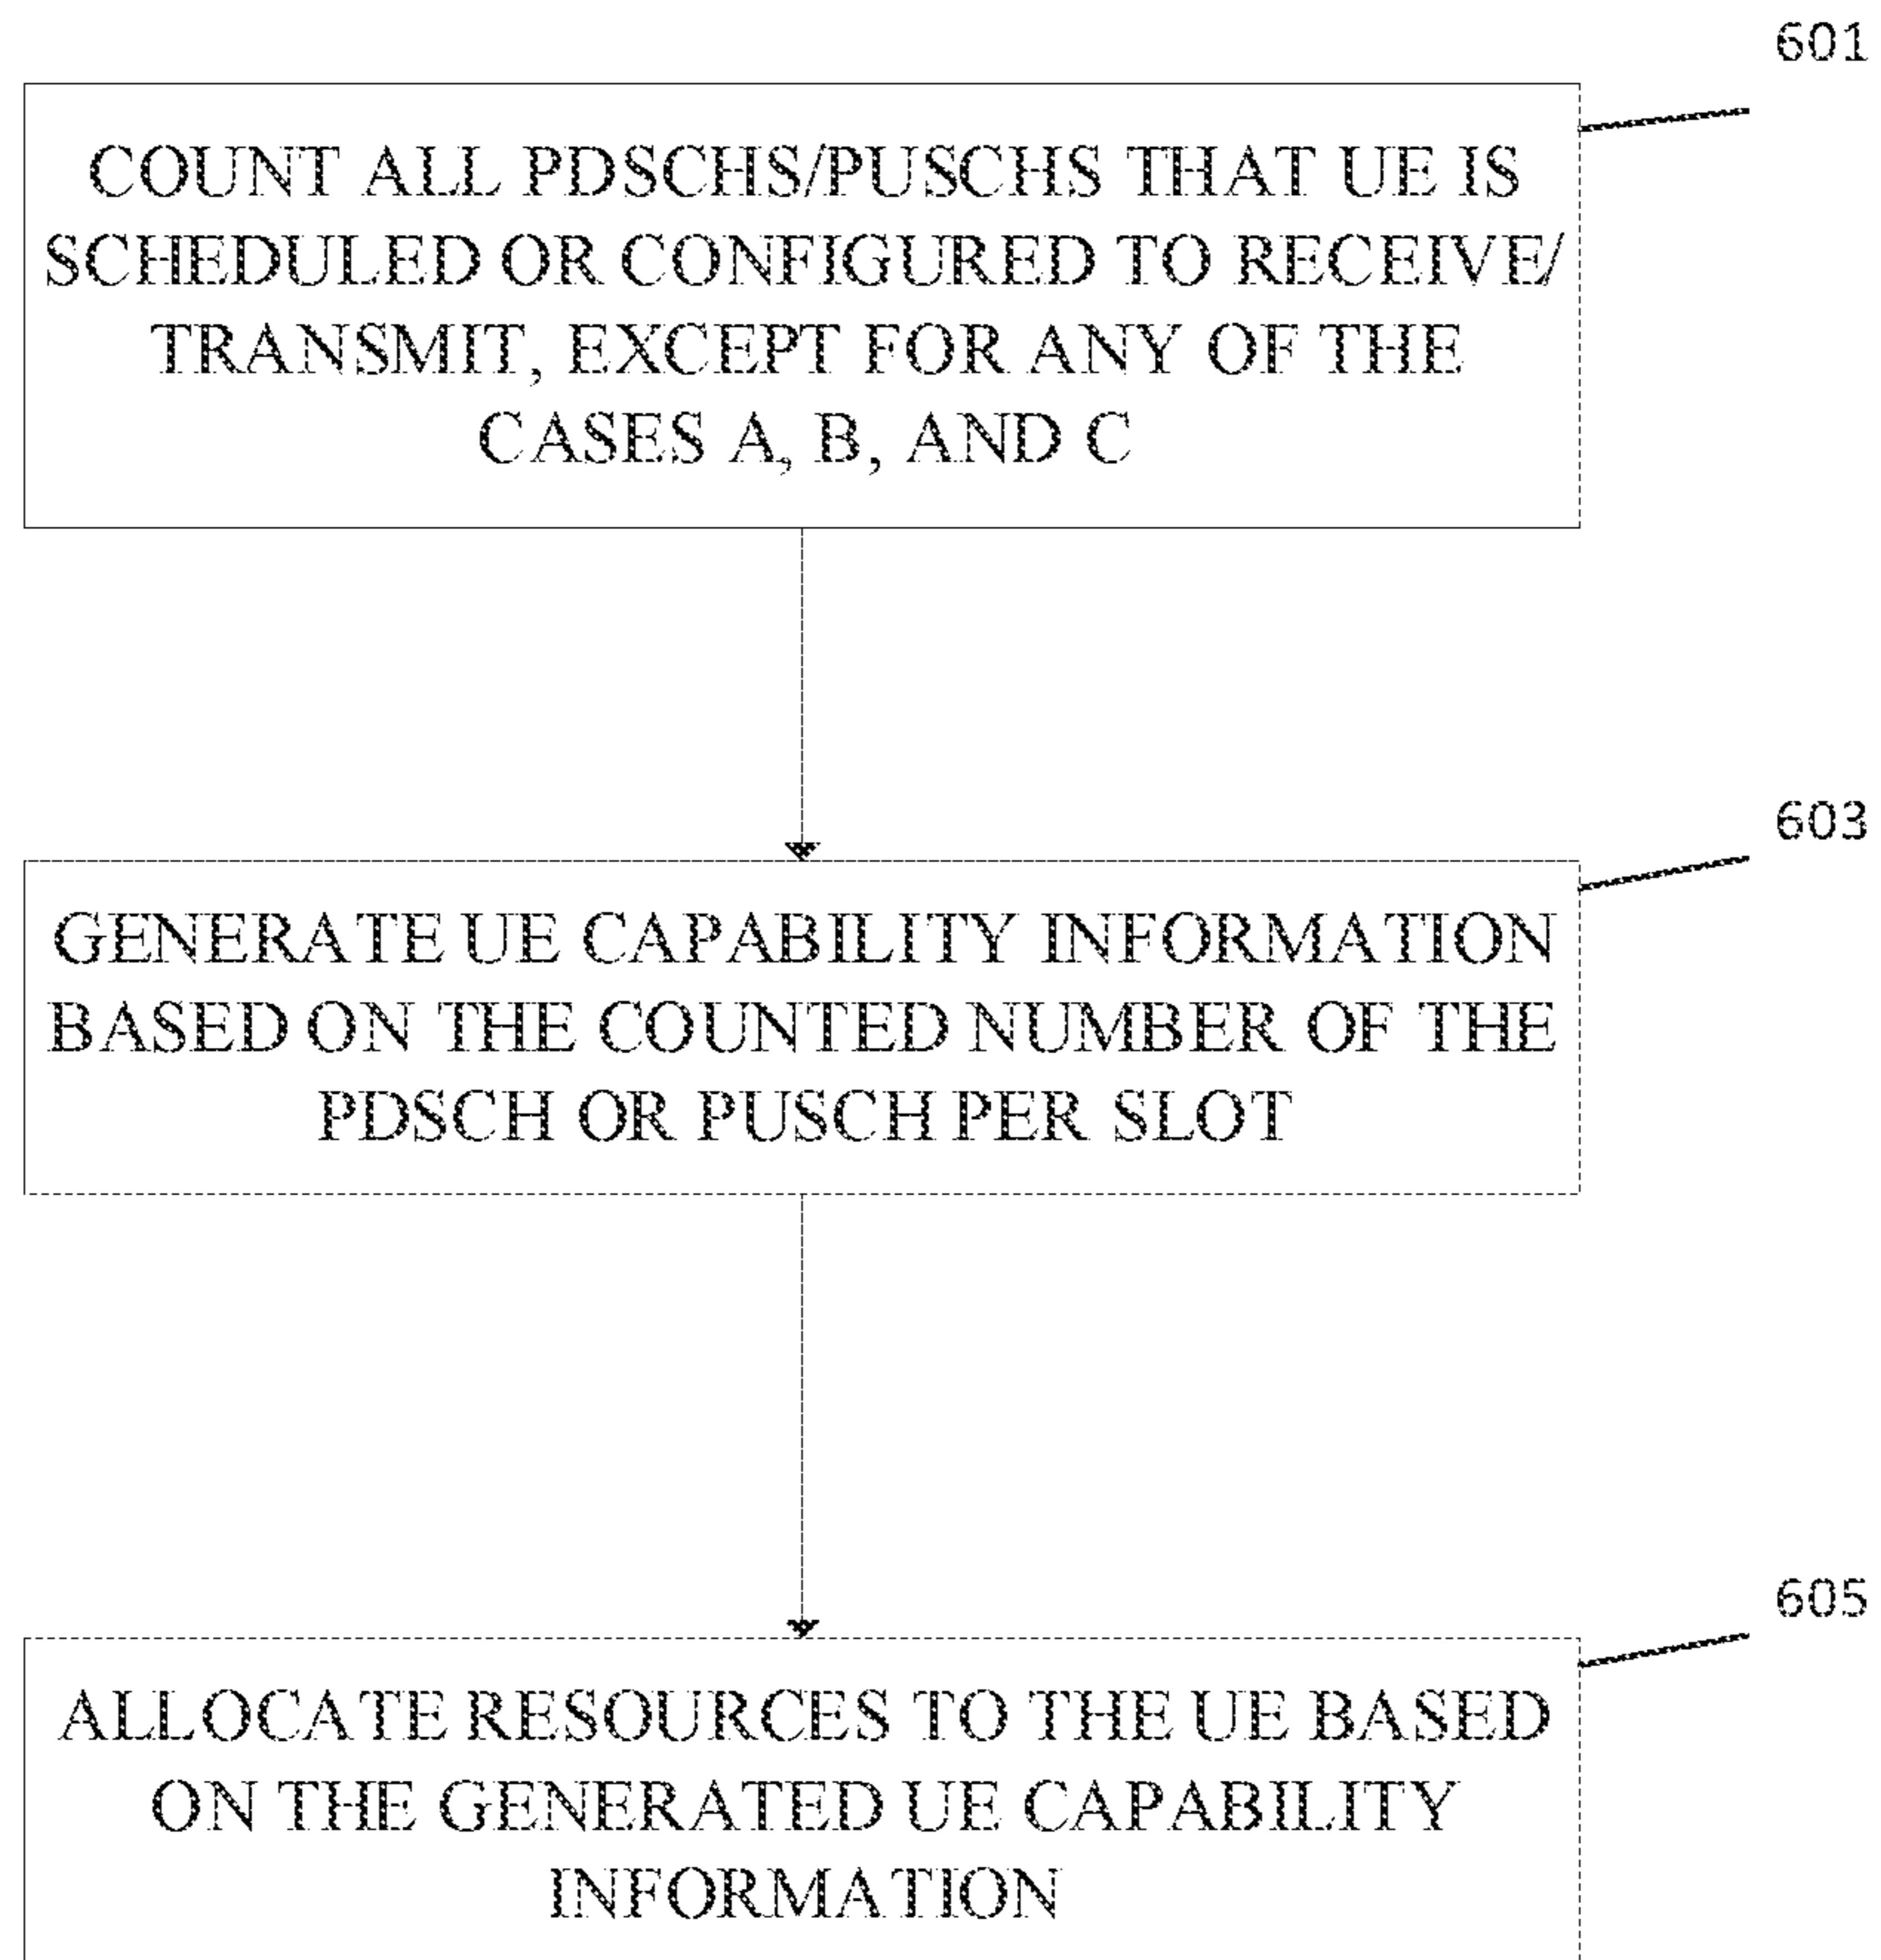 601
COUNT ALL PDSCHS/PUSCHS THAT UE IS
SCHEDULED OR CONFIGURED TO RECEIVE/
TRANSMIT, EXCEPT FOR ANY OF THE
CASES A, B, AND C
603
GENERATE UE CAPABILITY INFORMATION
BASED ON THE COUNTED NUMBER OF THE
PDSCH OR PUSCH PER SLOT
605
ALLOCATE RESOURCES TO THE UE BASED
ON THE GENERATED UE CAPABILITY
INFORMATION